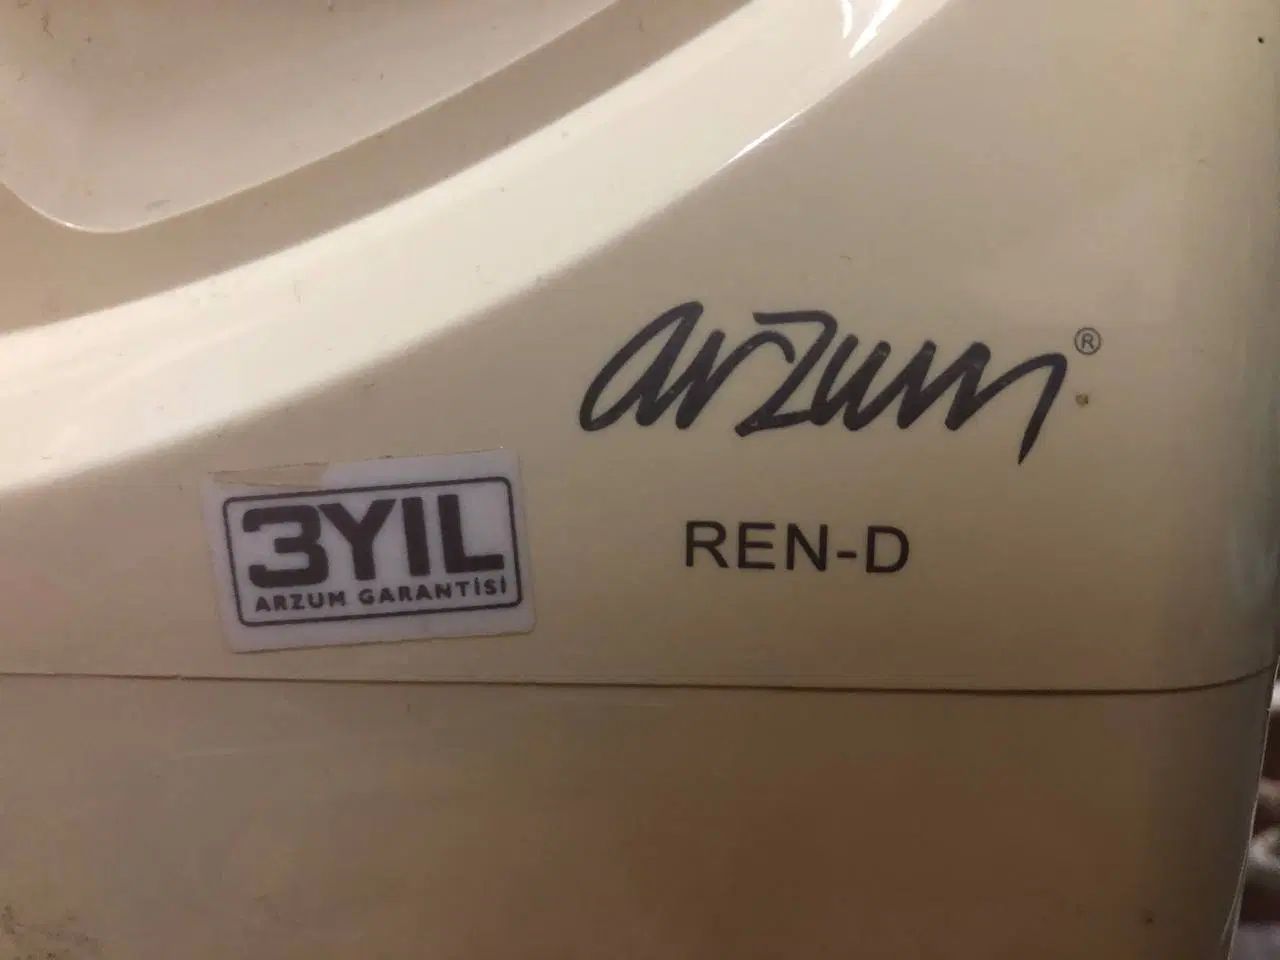 arzum®
3YIL
ARZUM GARANTİSİ
REN-D